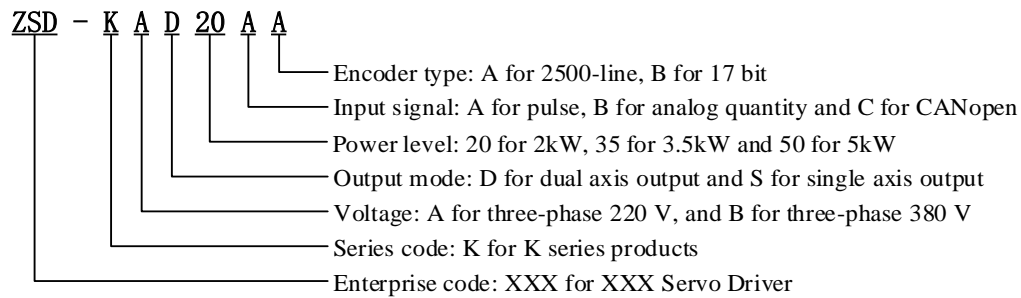 ZSD - K A D 20 A A
Encoder type: A for 2500-line, B for 17 bit
Input signal: A for pulse, B for analog quantity and C for CANopen
Power level: 20 for 2kW, 35 for 3.5kW and 50 for 5kW
Output mode: D for dual axis output and S for single axis output
Voltage: A for three-phase 220 V, and B for three-phase 380 V
Series code: K for K series products
Enterprise code: XXX for XXX Servo Driver